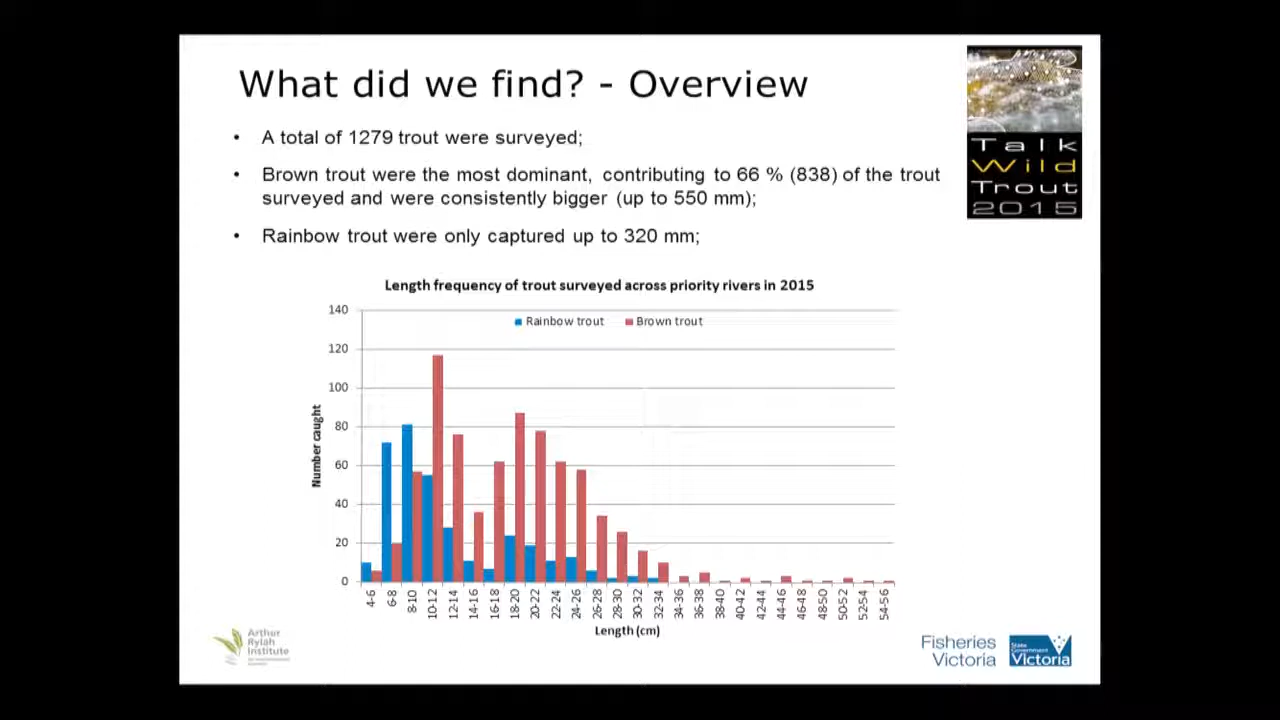 What did we find? - Overview
Talk
Wild
Trout
2015
• A total of 1279 trout were surveyed;
• Brown trout were the most dominant, contributing to 66 % (838) of the trout
surveyed and were consistently bigger (up to 550 mm);
• Rainbow trout were only captured up to 320 mm;
Length frequency of trout surveyed across priority rivers in 2015
Rainbow trout Brown trout
Number caught
140
120
100
80
60
40
20
0
4-6 6-8 8-10 10-12 12-14 14-16 16-18 18-20 20-22 22-24 24-26 26-28 28-30 30-32 32-34 34-36 36-38 38-40 40-42 42-44 44-46 46-48 48-50 50-52 52-54 54-56
Length (cm)
Arthur
Rylah
Institute
Fisheries
Victoria
State
Government
Victoria